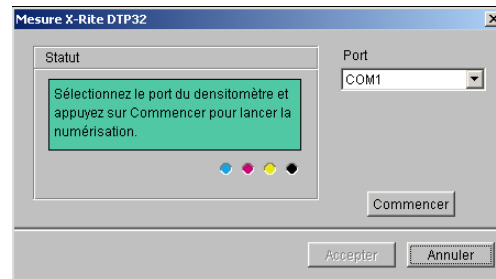 Mesure X-Rite DTP32
Statut
Port
COM1
Sélectionnez le port du densitomètre et
appuyez sur Commencer pour lancer la
numérisation.
Commencer
Accepter
Annuler